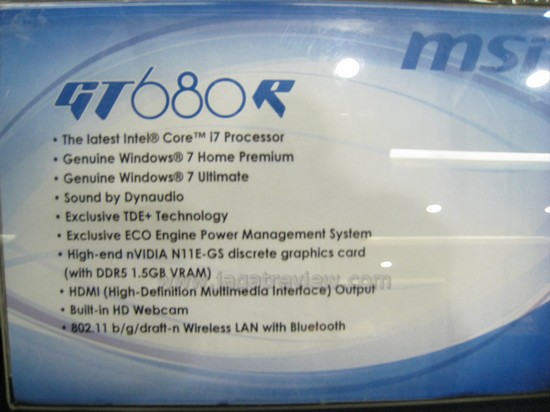 msi
GT680R
• The latest Intel® Core™ i7 Processor
• Genuine Windows® 7 Home Premium
• Genuine Windows® 7 Ultimate
• Sound by Dynaudio
• Exclusive TDE+ Technology
• Exclusive ECO Engine Power Management System
• High-end nVIDIA N11E-GS discrete graphics card
(with DDR5 1.5GB VRAM)
www.jagatreview.com
• HDMI (High-Definition Multimedia Interface) Output
• Built-in HD Webcam
• 802.11 b/g/draft-n Wireless LAN with Bluetooth